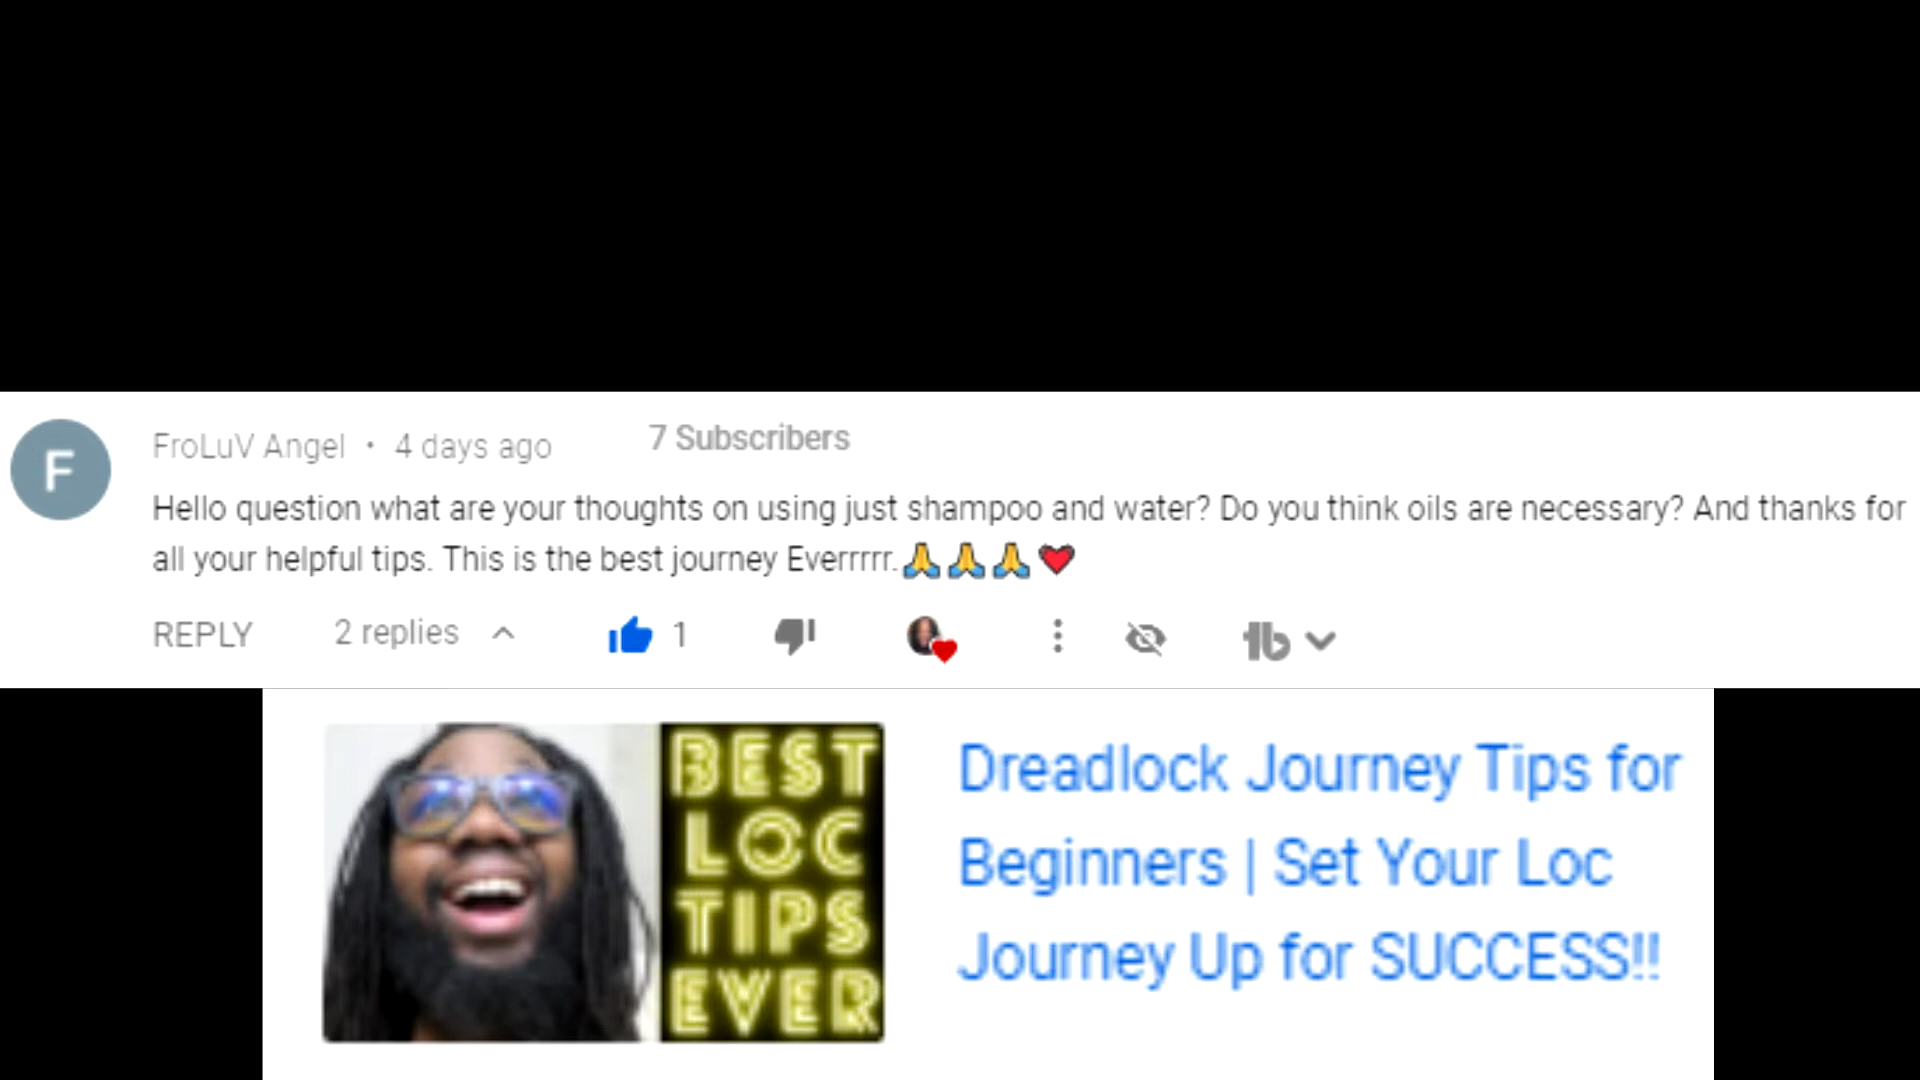 F
FroLuV Angel • 4 days ago 7 Subscribers
Hello question what are your thoughts on using just shampoo and water? Do you think oils are necessary? And thanks for
all your helpful tips. This is the best journey Everrrrr.🙏🙏🙏❤️
REPLY 2 replies 1
BEST
LOC
TIPS
EVER
Dreadlock Journey Tips for
Beginners | Set Your Loc
Journey Up for SUCCESS!!